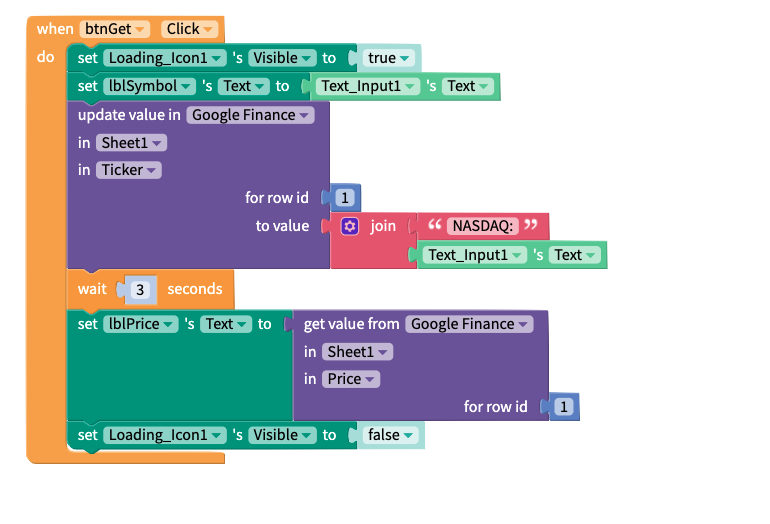 when btnGet Click
do set Loading_Icon1 's Visible to true
set lblSymbol 's Text to Text_Input1 's Text
update value in Google Finance
in Sheet1
in Ticker
for row id 1
to value join “ NASDAQ: ”
Text_Input1 's Text
wait 3 seconds
set lblPrice 's Text to get value from Google Finance
in Sheet1
in Price
for row id 1
set Loading_Icon1 's Visible to false